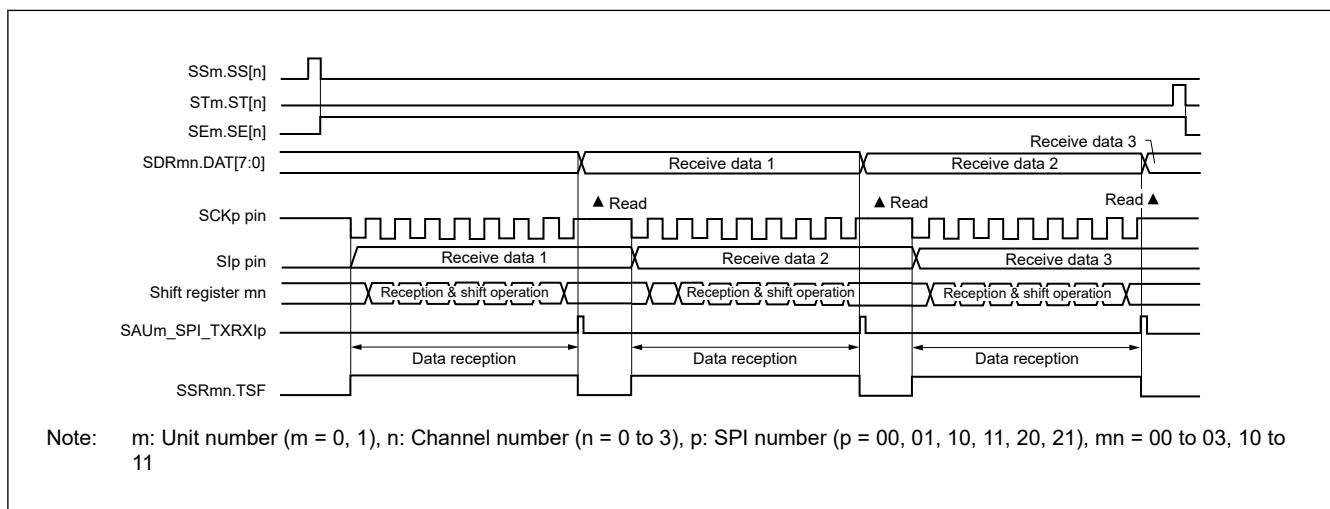 SSm.SS[n]
STm.ST[n]
SEm.SE[n]
Receive data 3
SDRmn.DAT[7:0] Receive data 1 Receive data 2
▲ Read ▲ Read Read ▲
SCKp pin
SIp pin Receive data 1 Receive data 2 Receive data 3
Shift register mn Reception & shift operation Reception & shift operation Reception & shift operation
SAUm_SPI_TXRXIp
Data reception Data reception Data reception
SSRmn.TSF
Note: m: Unit number (m = 0, 1), n: Channel number (n = 0 to 3), p: SPI number (p = 00, 01, 10, 11, 20, 21), mn = 00 to 03, 10 to
11